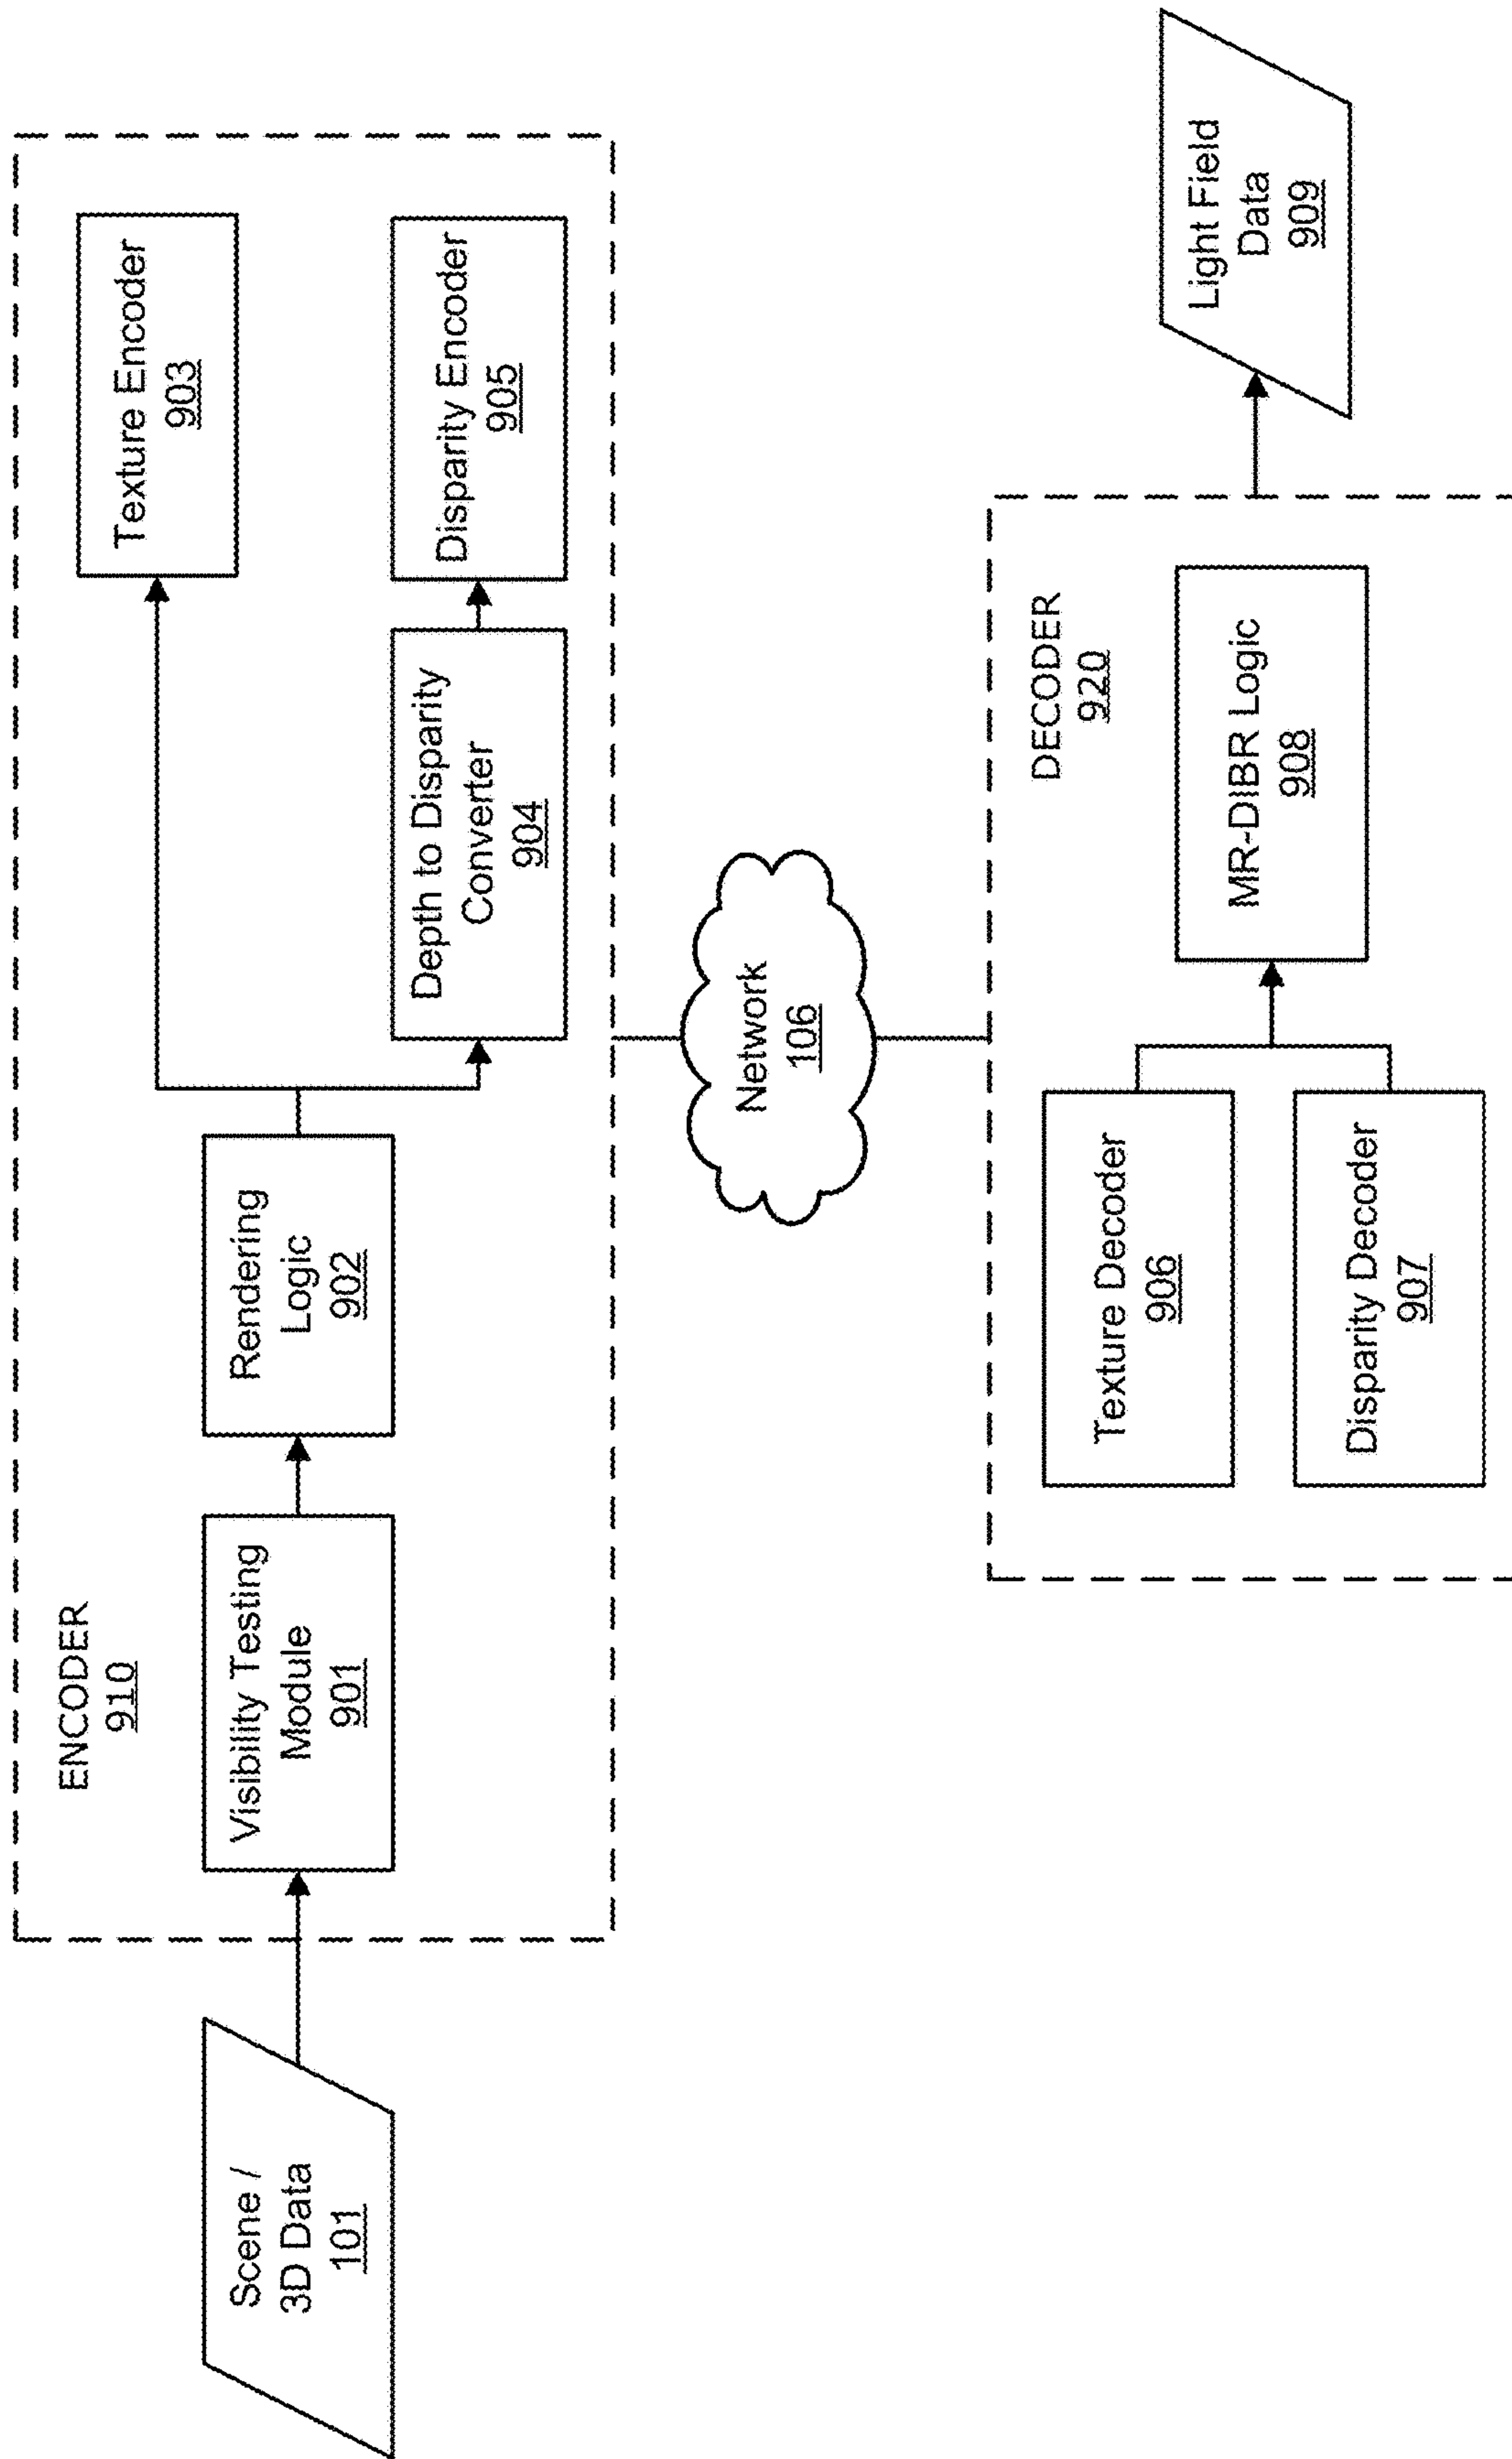 Scene /
3D Data
101
ENCODER
910
Visibility Testing
Module
901
Rendering
Logic
902
Texture Encoder
903
Depth to Disparity
Converter
904
Disparity Encoder
905
Network
106
DECODER
920
Texture Decoder
906
Disparity Decoder
907
MR-DIBR Logic
908
Light Field
Data
909